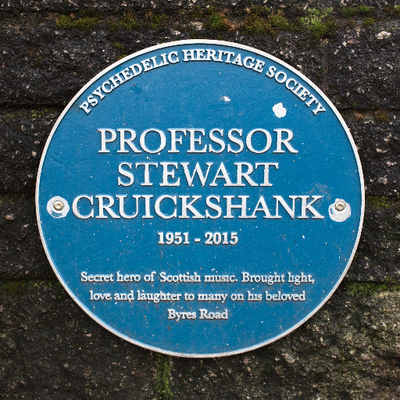 PSYCHEDELIC HERITAGE SOCIETY
PROFESSOR
STEWART
CRUICKSHANK
1951 - 2015
Secret hero of Scottish music. Brought light,
love and laughter to many on his beloved
Byres Road